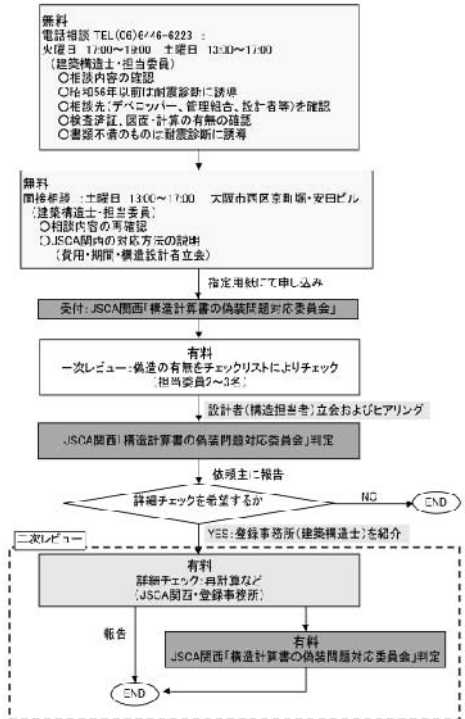 無料
電話相談 TEL(06)6446-6223 :
火曜日 17:00～19:00 土曜日 13:00～17:00
(建築構造士・担当委員)
○相談内容の確認
○昭和56年以前は耐震診断に誘導
○相談先(デベロッパー、管理組合、設計者等)を確認
○検査済証、図面・計算の有無の確認
○書類不備のものは耐震診断に誘導
無料
面接相談 :土曜日 13:00～17:00 大阪市西区京町堀・安田ビル
(建築構造士・担当委員)
○相談内容の再確認
○JSCA関西の対応方法の説明
(費用・期間・構造設計者立会)
指定用紙にて申し込み
受付:JSCA関西「構造計算書の偽装問題対応委員会」
有料
一次レビュー:偽造の有無をチェックリストによりチェック
(担当委員2～3名)
設計者(構造担当者)立会およびヒアリング
JSCA関西「構造計算書の偽装問題対応委員会」判定
依頼主に報告
詳細チェックを希望するか
NO
END
YES:登録事務所(建築構造士)を紹介
二次レビュー
有料
詳細チェック:再計算など
(JSCA関西・登録事務所)
報告
有料
JSCA関西「構造計算書の偽装問題対応委員会」判定
END